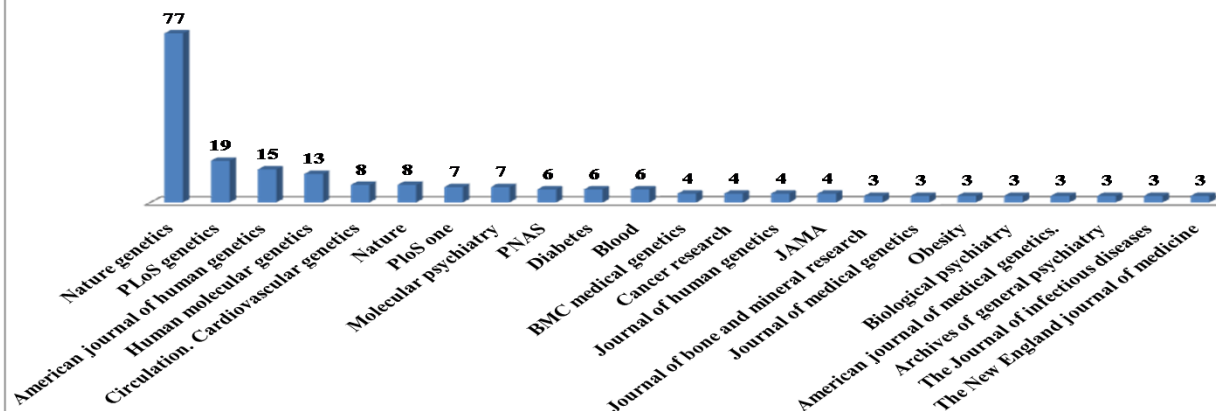 77
19
15
13
8
8
7
7
6
6
6
4
4
4
4
3
3
3
3
3
3
3
3
Nature genetics
PLoS genetics
American journal of human genetics
Human molecular genetics
Circulation. Cardiovascular genetics
Nature
PloS one
Molecular psychiatry
PNAS
Diabetes
Blood
BMC medical genetics
Cancer research
Journal of human genetics
JAMA
Journal of bone and mineral research
Journal of medical genetics
Obesity
Biological psychiatry
American journal of medical genetics.
Archives of general psychiatry
The Journal of infectious diseases
The New England journal of medicine